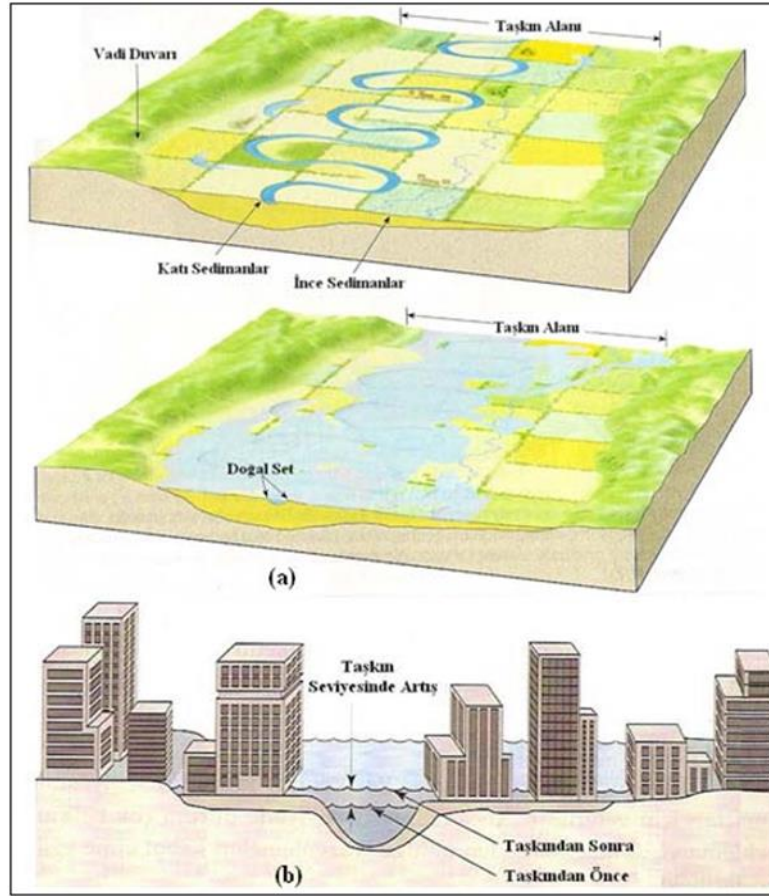 Taşkın Alanı
Vadi Duvarı
Katı Sedimanlar
İnce Sedimanlar
Taşkın Alanı
Doğal Set
(a)
Taşkın
Seviyesinde Artış
Taşkından Sonra
(b)
Taşkından Önce